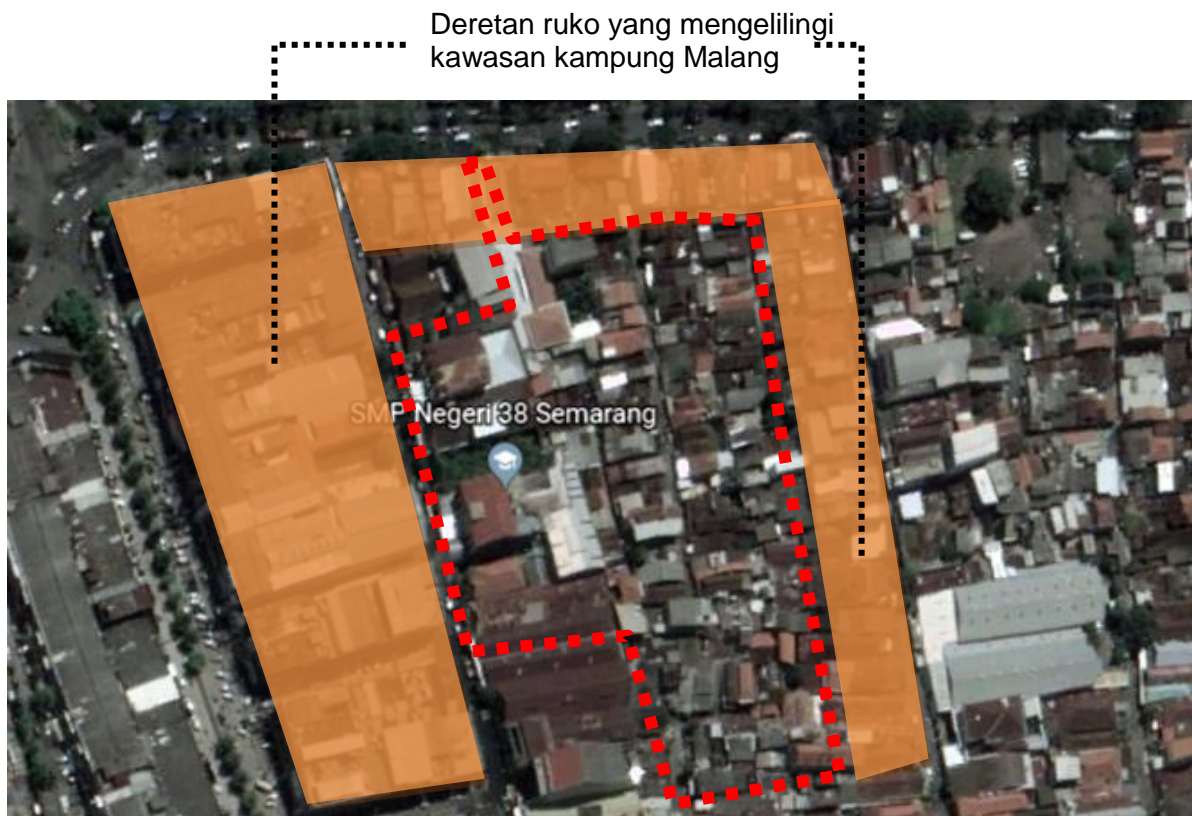 Deretan ruko yang mengelilingi
kawasan kampung Malang
SMP Negeri 38 Semarang